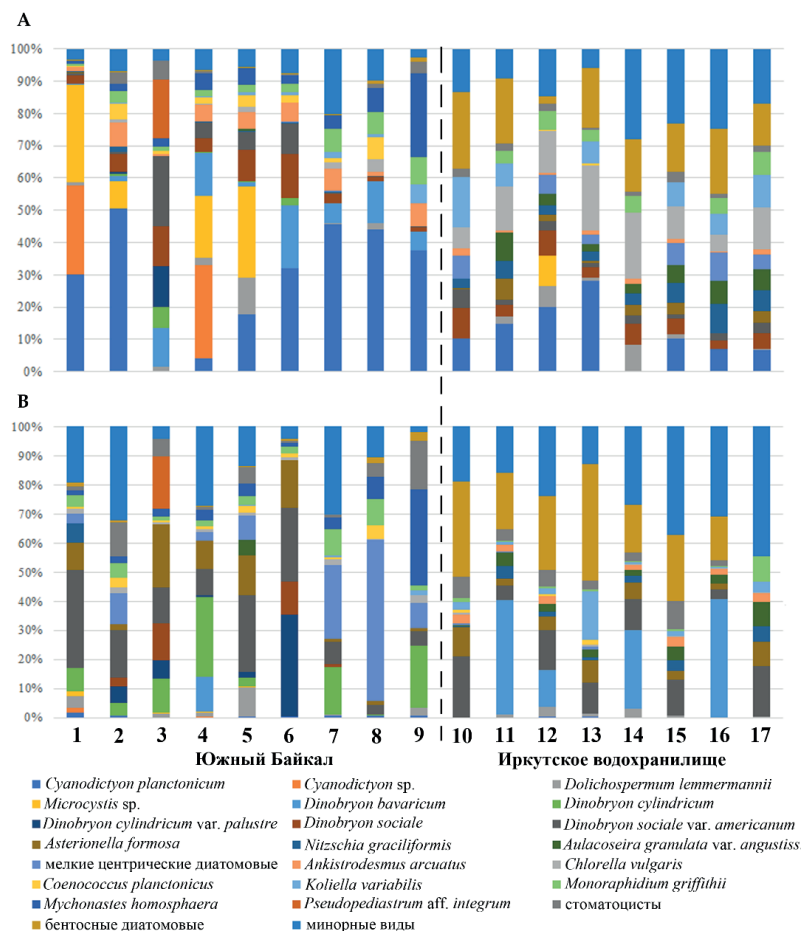 A
100%
90%
80%
70%
60%
50%
40%
30%
20%
10%
0%
B
100%
90%
80%
70%
60%
50%
40%
30%
20%
10%
0%
1 2 3 4 5 6 7 8 9 10 11 12 13 14 15 16 17
Южный Байкал Иркутское водохранилище
Cyanodictyon planctonicum Cyanodictyon sp. Dolichospermum lemmermannii
Microcystis sp. Dinobryon bavaricum Dinobryon cylindricum
Dinobryon cylindricum var. palustre Dinobryon sociale Dinobryon sociale var. americanum
Asterionella formosa Nitzschia graciliformis Aulacoseira granulata var. angustiss
мелкие центрические диатомовые Ankistrodesmus arcuatus Chlorella vulgaris
Coenococcus planctonicus Koliella variabilis Monoraphidium griffithii
Mychonastes homosphaera Pseudopediastrum aff. integrum стоматоцисты
бентосные диатомовые минорные виды